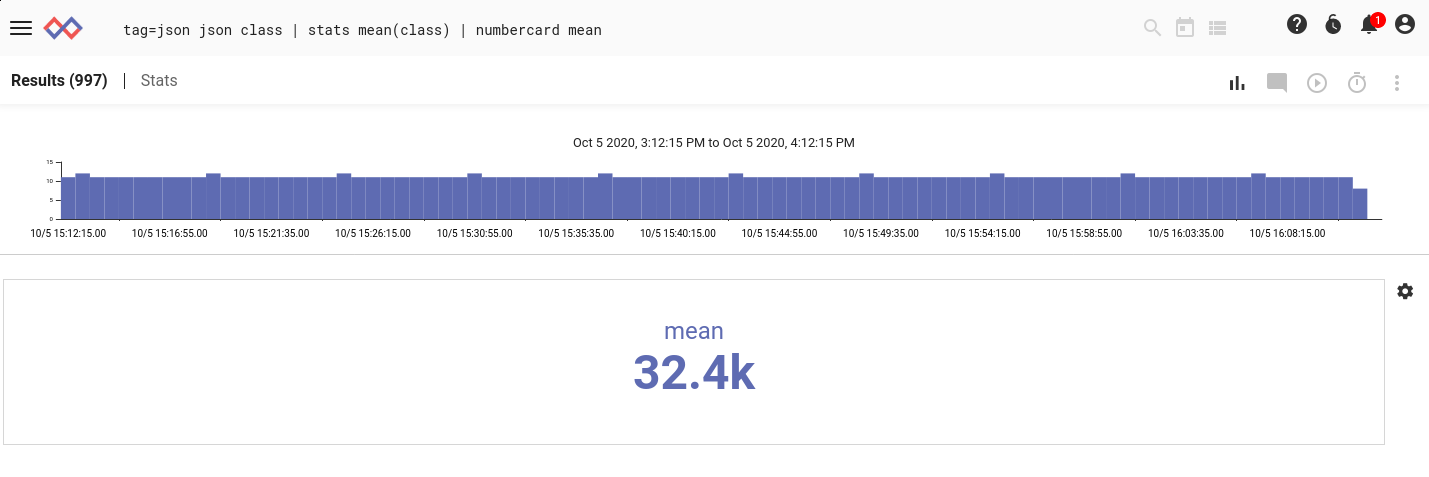 tag=json json class | stats mean(class) | numbercard mean
1
Results (997) | Stats
Oct 5 2020, 3:12:15 PM to Oct 5 2020, 4:12:15 PM
15
10
5
0
10/5 15:12:15.00 10/5 15:16:55.00 10/5 15:21:35.00 10/5 15:26:15.00 10/5 15:30:55.00 10/5 15:35:35.00 10/5 15:40:15.00 10/5 15:44:55.00 10/5 15:49:35.00 10/5 15:54:15.00 10/5 15:58:55.00 10/5 16:03:35.00 10/5 16:08:15.00
mean
32.4k